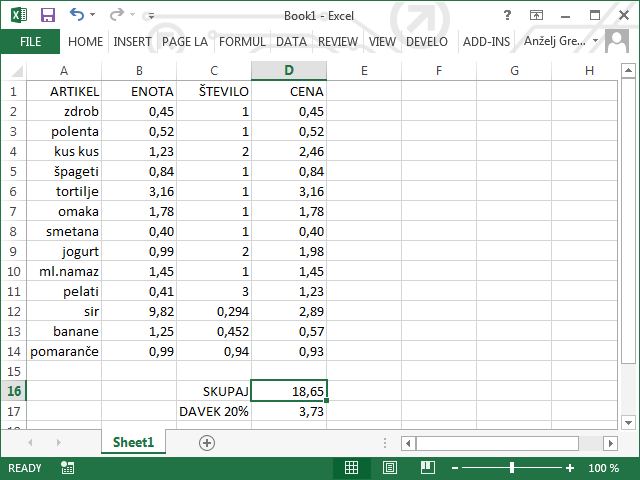 Book1 - Excel
?
FILE HOME INSERT PAGE LA FORMUL DATA REVIEW VIEW DEVELO ADD-INS Anželj Gre...
A B C D E F G H
1 ARTIKEL ENOTA ŠTEVILO CENA
2 zdrob 0,45 1 0,45
3 polenta 0,52 1 0,52
4 kus kus 1,23 2 2,46
5 špageti 0,84 1 0,84
6 tortilje 3,16 1 3,16
7 omaka 1,78 1 1,78
8 smetana 0,40 1 0,40
9 jogurt 0,99 2 1,98
10 ml.namaz 1,45 1 1,45
11 pelati 0,41 3 1,23
12 sir 9,82 0,294 2,89
13 banane 1,25 0,452 0,57
14 pomaranče 0,99 0,94 0,93
15
16 SKUPAJ 18,65
17 DAVEK 20% 3,73
Sheet1
READY 100 %